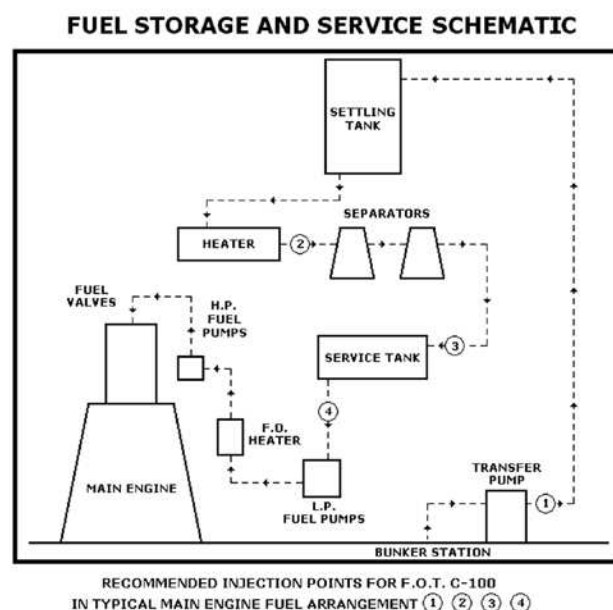 FUEL STORAGE AND SERVICE SCHEMATIC
SETTLING
TANK
SEPARATORS
HEATER
2
FUEL
VALVES
H.P.
FUEL
PUMPS
SERVICE TANK
3
4
F.O.
HEATER
MAIN ENGINE
L.P.
FUEL PUMPS
TRANSFER
PUMP
1
BUNKER STATION
RECOMMENDED INJECTION POINTS FOR F.O.T. C-100
IN TYPICAL MAIN ENGINE FUEL ARRANGEMENT 1 2 3 4